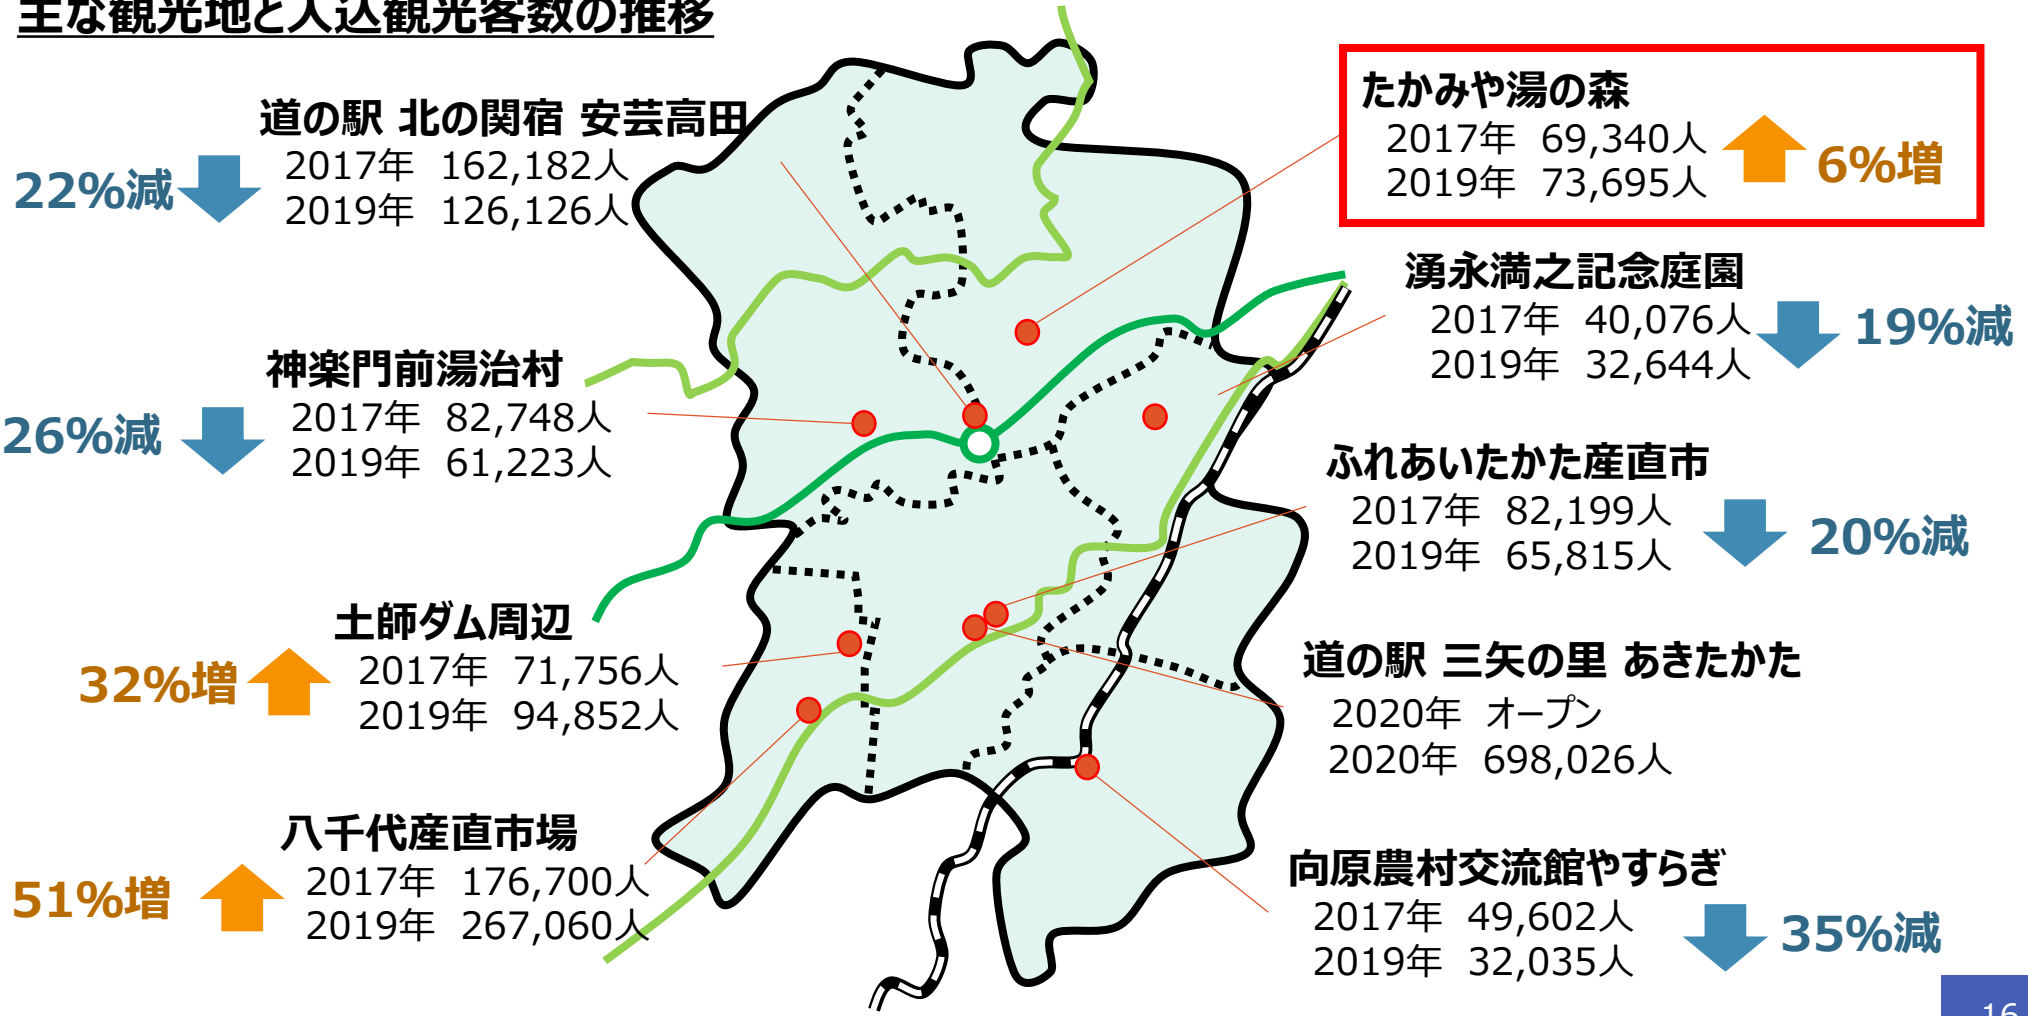 主な観光地と入込観光客数の推移
道の駅 北の関宿 安芸高田
2017年 162,182人
2019年 126,126人
22%減
神楽門前湯治村
2017年 82,748人
2019年 61,223人
26%減
土師ダム周辺
2017年 71,756人
2019年 94,852人
32%増
八千代産直市場
2017年 176,700人
2019年 267,060人
51%増
たかみや湯の森
2017年 69,340人
2019年 73,695人
6%増
湧永満之記念庭園
2017年 40,076人
2019年 32,644人
19%減
ふれあいたかた産直市
2017年 82,199人
2019年 65,815人
20%減
道の駅 三矢の里 あきたかた
2020年 オープン
2020年 698,026人
向原農村交流館やすらぎ
2017年 49,602人
2019年 32,035人
35%減
16